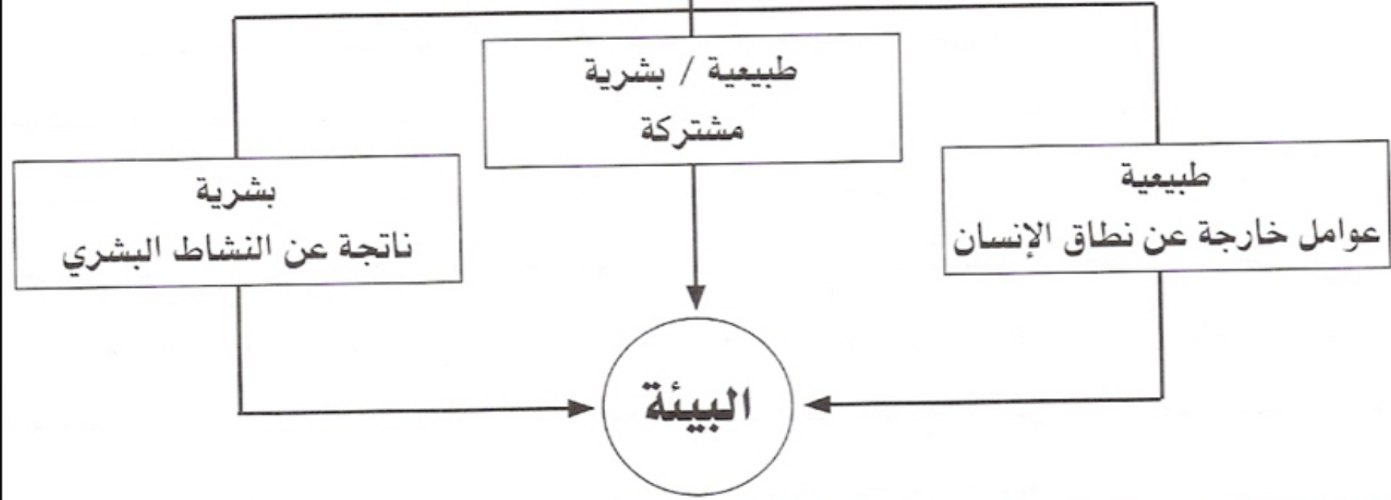 طبيعية / بشرية
مشتركة
طبيعية
عوامل خارجة عن نطاق الإنسان
بشرية
ناتجة عن النشاط البشري
البيئة